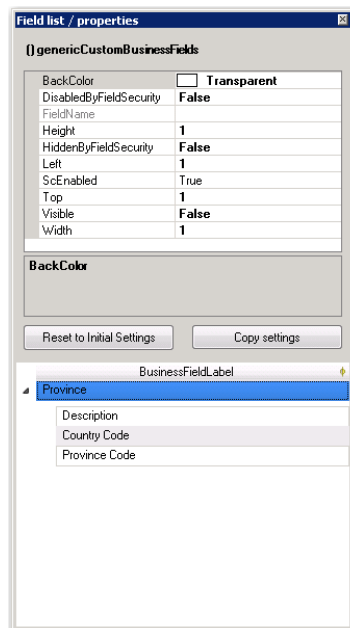 Field list / properties
() genericCustomBusinessFields
BackColor Transparent
DisabledByFieldSecurity False
FieldName
Height 1
HiddenByFieldSecurity False
Left 1
ScEnabled True
Top 1
Visible False
Width 1
BackColor
Reset to Initial Settings Copy settings
BusinessFieldLabel
Province
Description
Country Code
Province Code